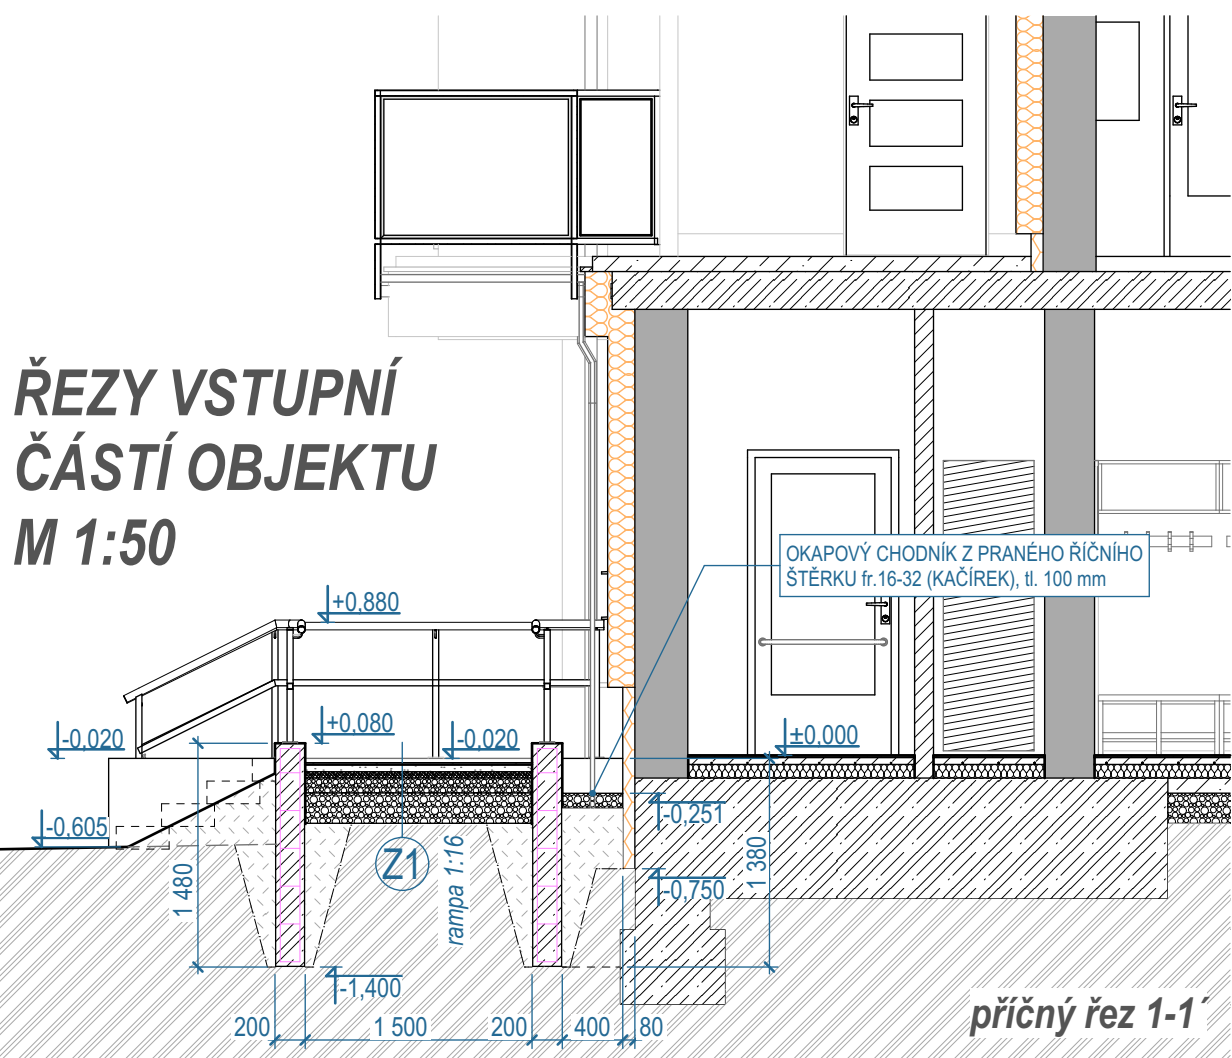 ŘEZY VSTUPNÍ
ČÁSTÍ OBJEKTU
M 1:50
OKAPOVÝ CHODNÍK Z PRANÉHO ŘÍČNÍHO
ŠTĚRKU fr.16-32 (KAČÍREK), tl. 100 mm
+0,880
-0,020
+0,080
-0,020
±0,000
-0,605
-0,251
Z1
rampa 1:16
1 480
1 380
-0,750
-1,400
200
1 500
200
400
80
příčný řez 1-1´